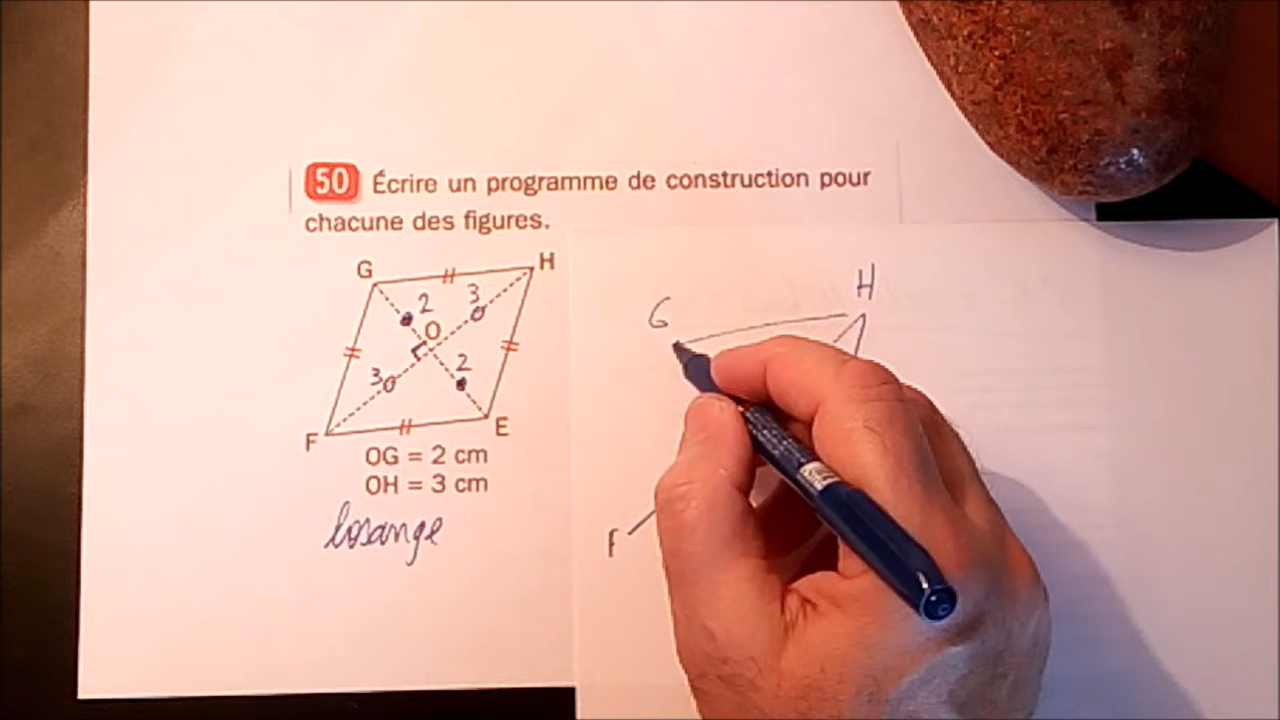 50 Écrire un programme de construction pour
chacune des figures.
G H
2 3
O
3 2
F E
OG = 2 cm
OH = 3 cm
losange
G H
F